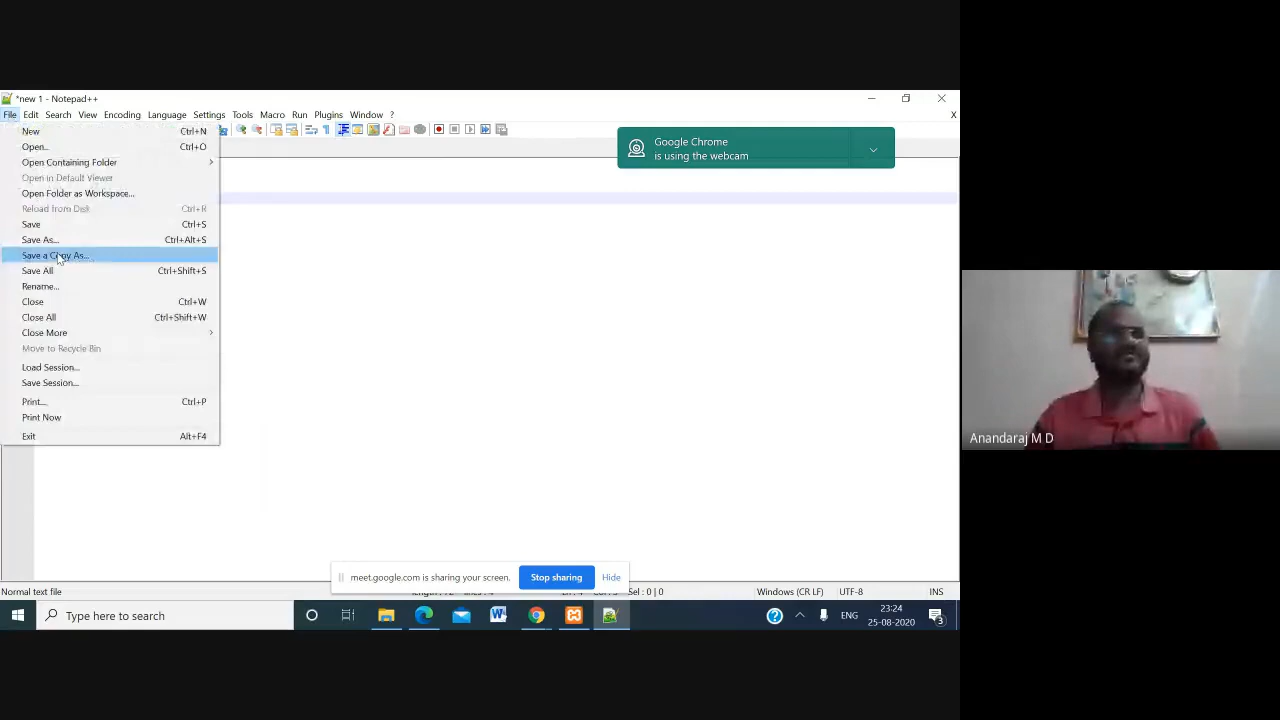 *new 1 - Notepad++
File Edit Search View Encoding Language Settings Tools Macro Run Plugins Window ? X
New Ctrl+N
Open... Ctrl+O
Open Containing Folder
Open in Default Viewer
Open Folder as Workspace...
Reload from Disk Ctrl+R
Save Ctrl+S
Save As... Ctrl+Alt+S
Save a Copy As...
Save All Ctrl+Shift+S
Rename...
Close Ctrl+W
Close All Ctrl+Shift+W
Close More
Move to Recycle Bin
Load Session...
Save Session...
Print... Ctrl+P
Print Now
Exit Alt+F4
Google Chrome
is using the webcam
Anandaraj M D
meet.google.com is sharing your screen. Stop sharing Hide
Normal text file Sel : 0 | 0 Windows (CR LF) UTF-8 INS
Type here to search
ENG
23:24
25-08-2020
3